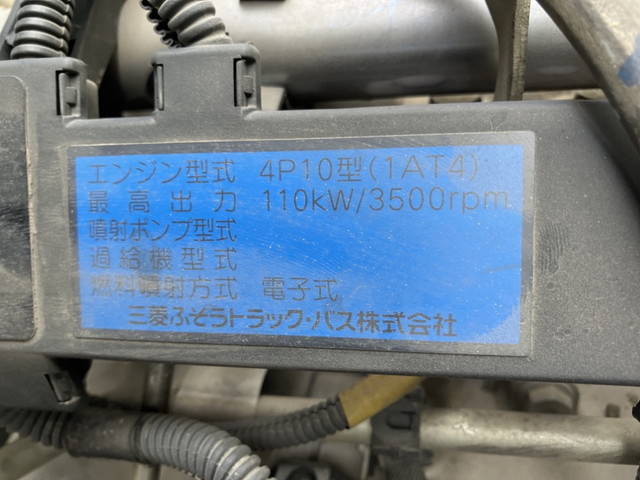 エンジン型式 4P10型(1AT4)
最高出力 110kW/3500rpm
噴射ポンプ型式
過給機型式
燃料噴射方式 電子式
三菱ふそうトラック・バス株式会社